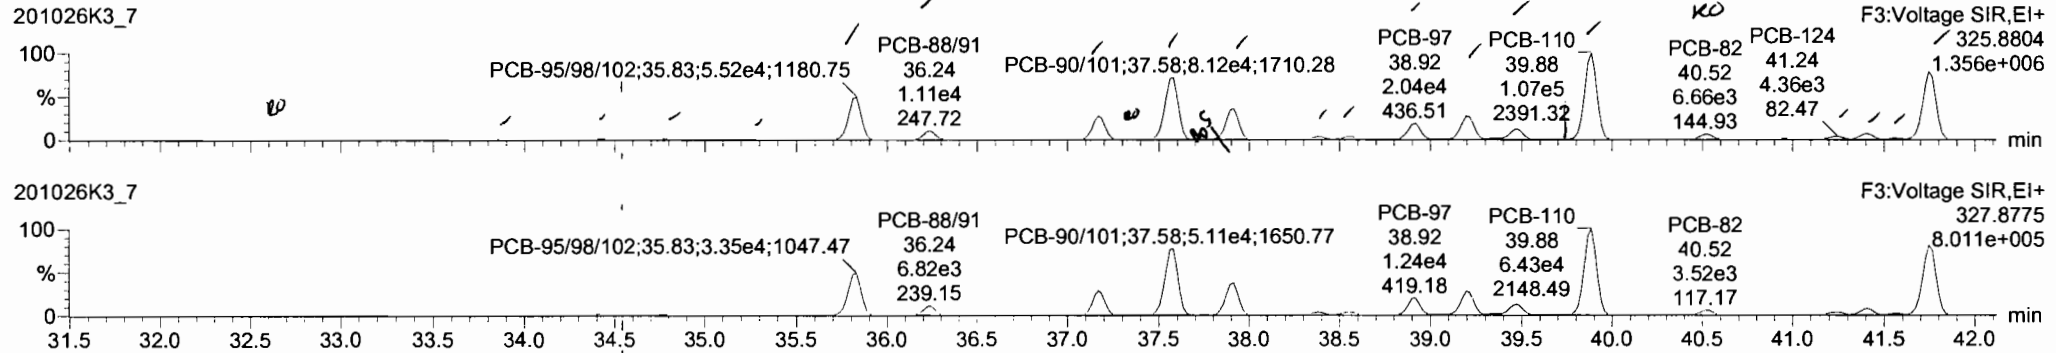 201026K3_7
F3:Voltage SIR,EI+
325.8804
1.356e+006
100
%
0
PCB-95/98/102;35.83;5.52e4;1180.75
PCB-88/91
36.24
1.11e4
247.72
PCB-90/101;37.58;8.12e4;1710.28
PCB-97
38.92
2.04e4
436.51
PCB-110
39.88
1.07e5
2391.32
PCB-82
40.52
6.66e3
144.93
PCB-124
41.24
4.36e3
82.47
min
201026K3_7
F3:Voltage SIR,EI+
327.8775
8.011e+005
100
%
0
PCB-95/98/102;35.83;3.35e4;1047.47
PCB-88/91
36.24
6.82e3
239.15
PCB-90/101;37.58;5.11e4;1650.77
PCB-97
38.92
1.24e4
419.18
PCB-110
39.88
6.43e4
2148.49
PCB-82
40.52
3.52e3
117.17
min
31.5 32.0 32.5 33.0 33.5 34.0 34.5 35.0 35.5 36.0 36.5 37.0 37.5 38.0 38.5 39.0 39.5 40.0 40.5 41.0 41.5 42.0